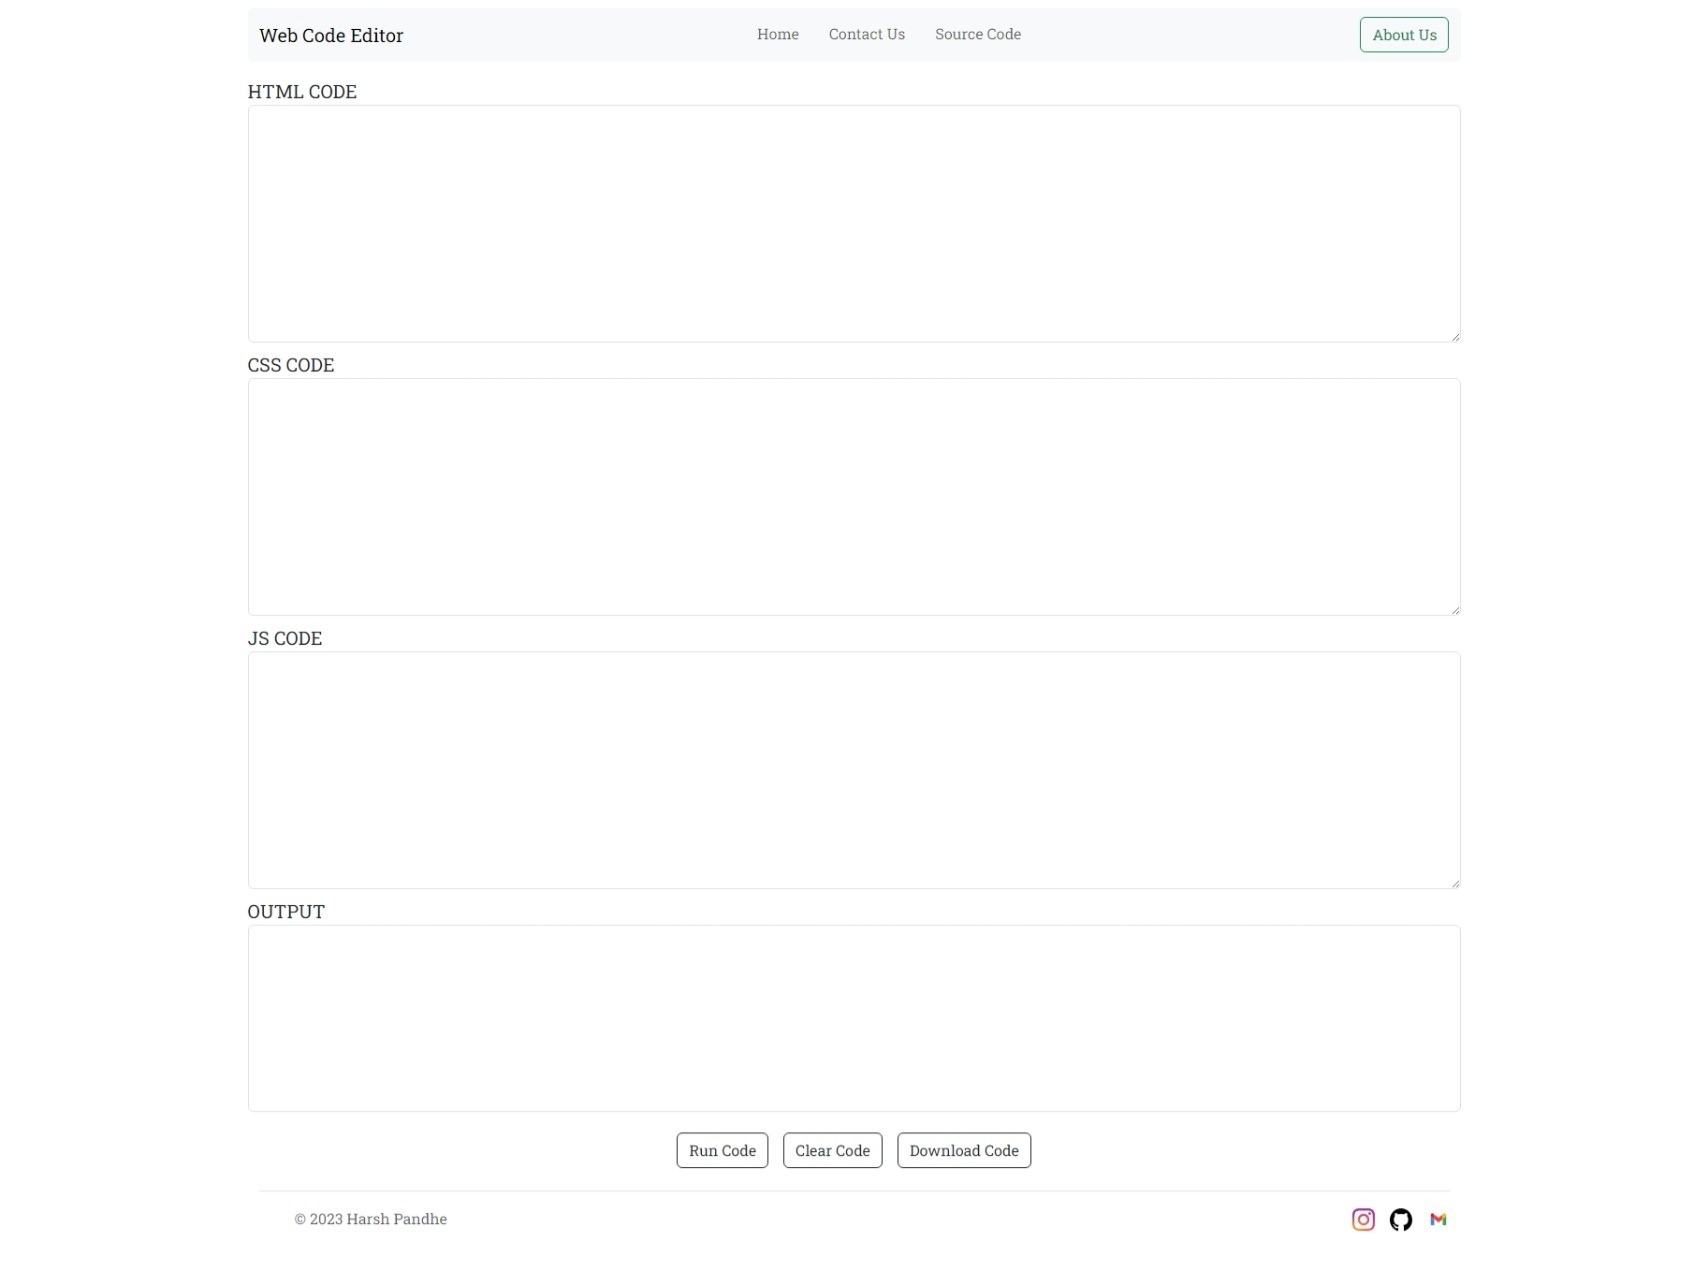 Web Code Editor
Home Contact Us Source Code
About Us
HTML CODE
CSS CODE
JS CODE
OUTPUT
Run Code Clear Code Download Code
© 2023 Harsh Pandhe